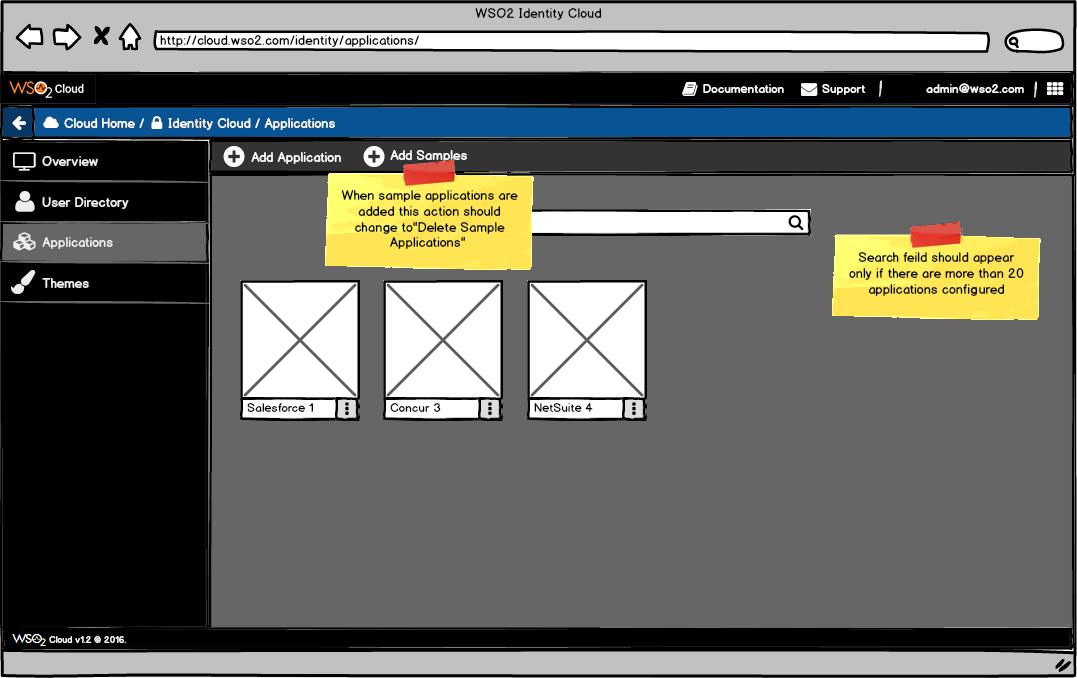 WSO2 Identity Cloud
http://cloud.wso2.com/identity/applications/
WSO2 Cloud
Documentation
Support
admin@wso2.com
Cloud Home / Identity Cloud / Applications
Overview
User Directory
Applications
Themes
Add Application
Add Samples
When sample applications are
added this action should
change to"Delete Sample
Applications"
Search feild should appear
only if there are more than 20
applications configured
Salesforce 1
Concur 3
NetSuite 4
WSO2 Cloud v1.2 © 2016.